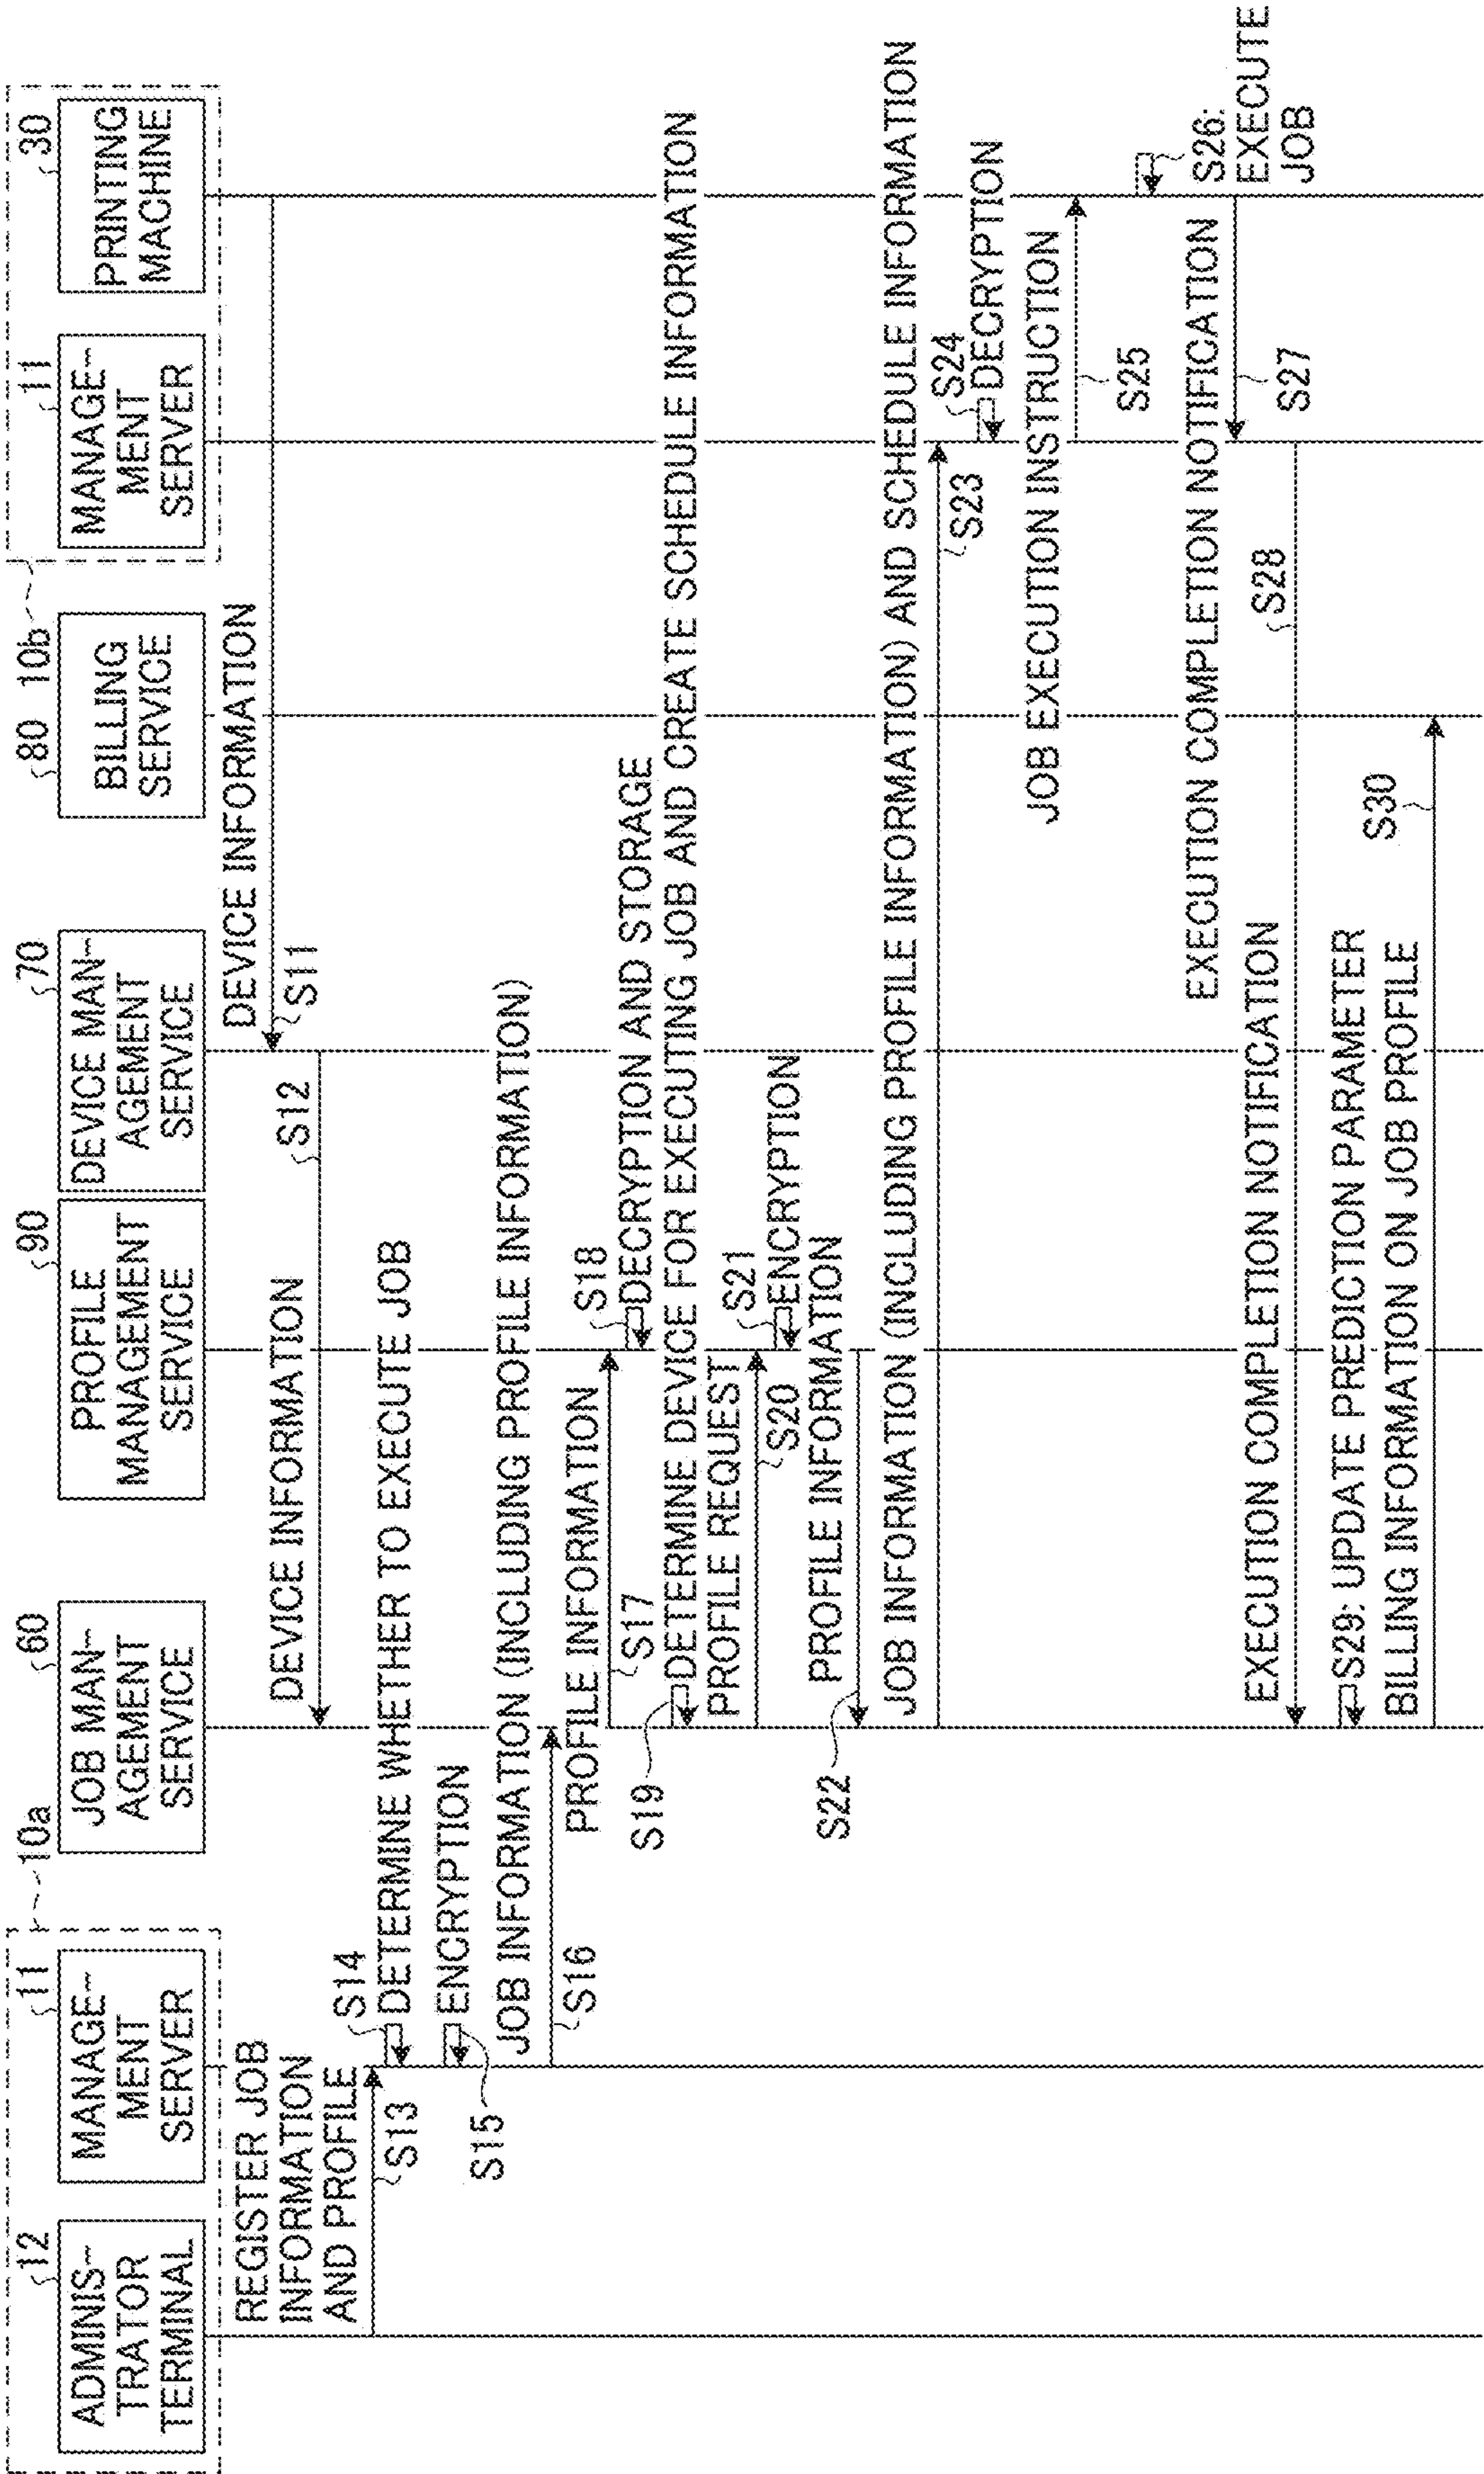 10a
10b
12
ADMINIS-
TRATOR
TERMINAL
11
MANAGE-
MENT
SERVER
60
JOB MAN-
AGEMENT
SERVICE
90
PROFILE
MANAGEMENT
SERVICE
70
DEVICE MAN-
AGEMENT
SERVICE
80
BILLING
SERVICE
11
MANAGE-
MENT
SERVER
30
PRINTING
MACHINE
DEVICE INFORMATION
S11
DEVICE INFORMATION
S12
REGISTER JOB
INFORMATION
AND PROFILE
S13
S14
DETERMINE WHETHER TO EXECUTE JOB
ENCRYPTION
S15
JOB INFORMATION (INCLUDING PROFILE INFORMATION)
S16
PROFILE INFORMATION
S17
S18
DECRYPTION AND STORAGE
S19
DETERMINE DEVICE FOR EXECUTING JOB AND CREATE SCHEDULE INFORMATION
PROFILE REQUEST
S20
S21
ENCRYPTION
PROFILE INFORMATION
S22
JOB INFORMATION (INCLUDING PROFILE INFORMATION) AND SCHEDULE INFORMATION
S23
S24
DECRYPTION
JOB EXECUTION INSTRUCTION
S25
S26:
EXECUTE
JOB
EXECUTION COMPLETION NOTIFICATION
S27
EXECUTION COMPLETION NOTIFICATION
S28
S29: UPDATE PREDICTION PARAMETER
BILLING INFORMATION ON JOB PROFILE
S30